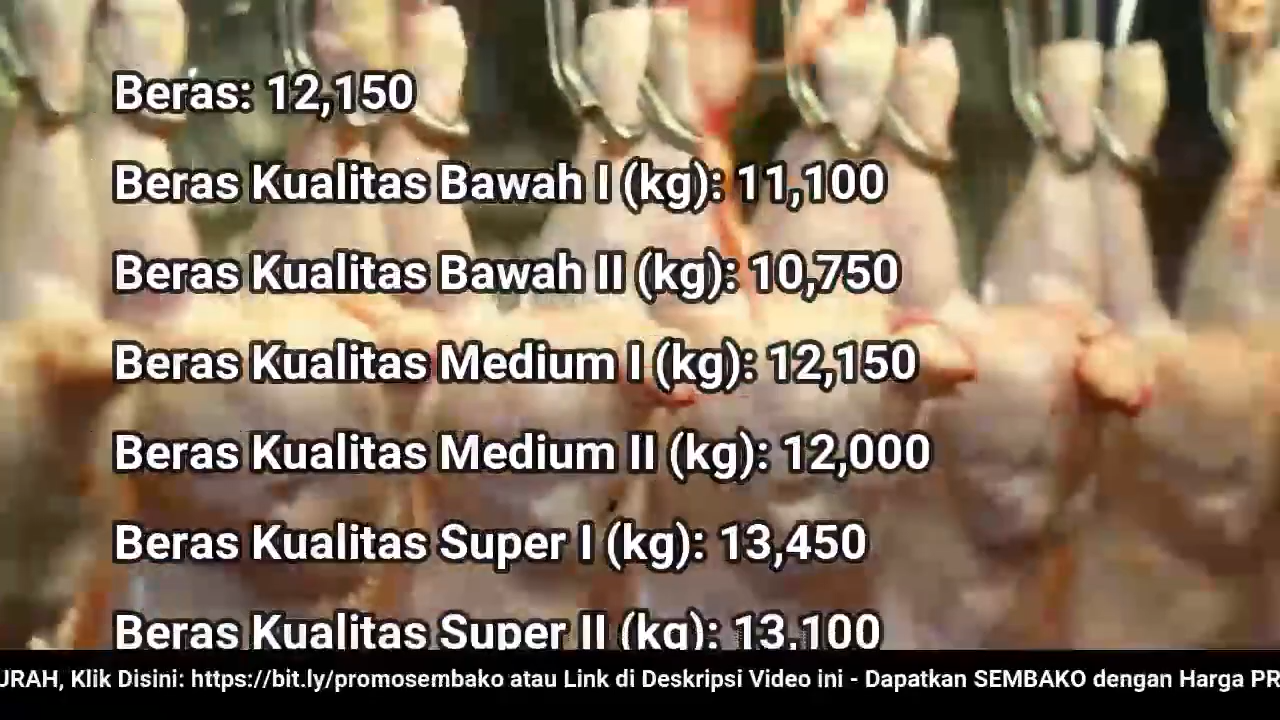 Beras: 12,150
Beras Kualitas Bawah I (kg): 11,100
Beras Kualitas Bawah II (kg): 10,750
Beras Kualitas Medium I (kg): 12,150
Beras Kualitas Medium II (kg): 12,000
Beras Kualitas Super I (kg): 13,450
Beras Kualitas Super II (kg): 13,100
URAH, Klik Disini: https://bit.ly/promosembako atau Link di Deskripsi Video ini - Dapatkan SEMBAKO dengan Harga PR